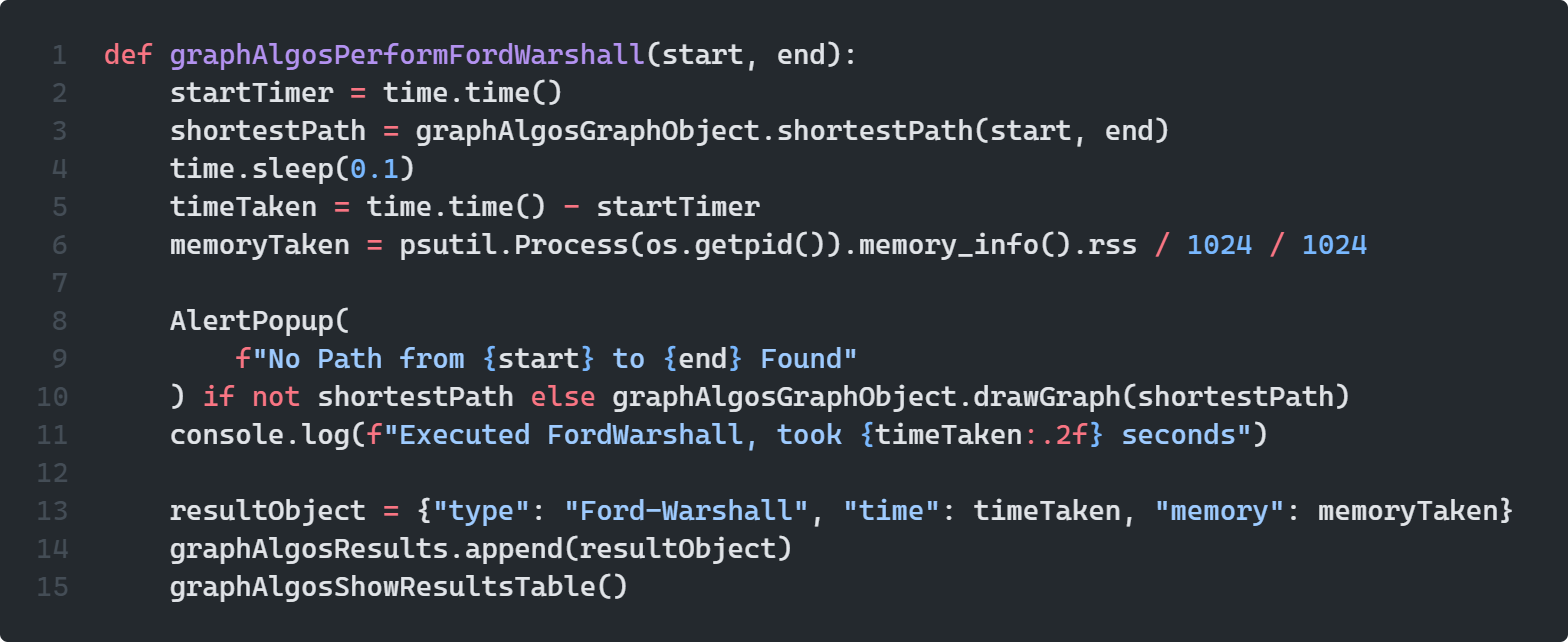 1 def graphAlgosPerformFordWarshall(start, end):
2     startTimer = time.time()
3     shortestPath = graphAlgosGraphObject.shortestPath(start, end)
4     time.sleep(0.1)
5     timeTaken = time.time() - startTimer
6     memoryTaken = psutil.Process(os.getpid()).memory_info().rss / 1024 / 1024
7
8     AlertPopup(
9         f"No Path from {start} to {end} Found"
10     ) if not shortestPath else graphAlgosGraphObject.drawGraph(shortestPath)
11     console.log(f"Executed FordWarshall, took {timeTaken:.2f} seconds")
12
13     resultObject = {"type": "Ford-Warshall", "time": timeTaken, "memory": memoryTaken}
14     graphAlgosResults.append(resultObject)
15     graphAlgosShowResultsTable()